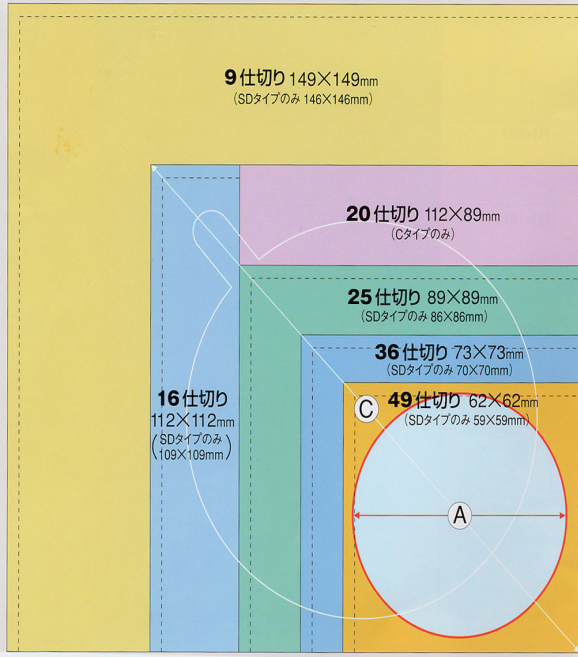 9仕切り 149×149mm
(SDタイプのみ 146×146mm)
20仕切り 112×89mm
(Cタイプのみ)
25仕切り 89×89mm
(SDタイプのみ 86×86mm)
36仕切り 73×73mm
(SDタイプのみ 70×70mm)
16仕切り
112×112mm
(SDタイプのみ
109×109mm)
49仕切り 62×62mm
(SDタイプのみ 59×59mm)
C
A